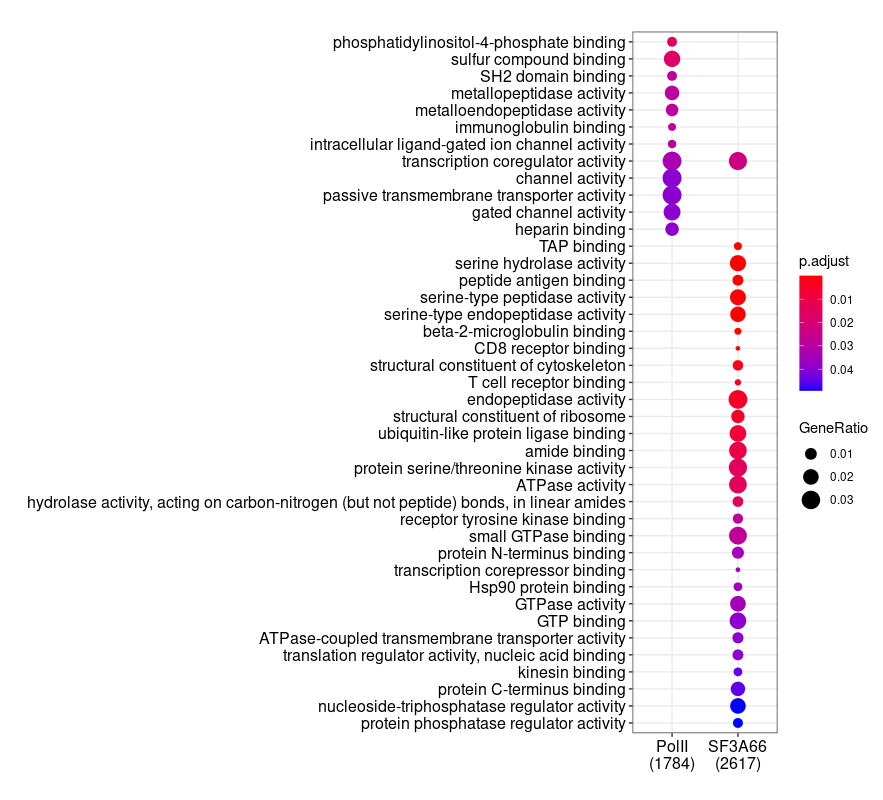 phosphatidylinositol-4-phosphate binding
sulfur compound binding
SH2 domain binding
metallopeptidase activity
metalloendopeptidase activity
immunoglobulin binding
intracellular ligand-gated ion channel activity
transcription coregulator activity
channel activity
passive transmembrane transporter activity
gated channel activity
heparin binding
TAP binding
serine hydrolase activity
peptide antigen binding
serine-type peptidase activity
serine-type endopeptidase activity
beta-2-microglobulin binding
CD8 receptor binding
structural constituent of cytoskeleton
T cell receptor binding
endopeptidase activity
structural constituent of ribosome
ubiquitin-like protein ligase binding
amide binding
protein serine/threonine kinase activity
ATPase activity
hydrolase activity, acting on carbon-nitrogen (but not peptide) bonds, in linear amides
receptor tyrosine kinase binding
small GTPase binding
protein N-terminus binding
transcription corepressor binding
Hsp90 protein binding
GTPase activity
GTP binding
ATPase-coupled transmembrane transporter activity
translation regulator activity, nucleic acid binding
kinesin binding
protein C-terminus binding
nucleoside-triphosphatase regulator activity
protein phosphatase regulator activity
PolII SF3A66
(1784) (2617)
p.adjust
0.01
0.02
0.03
0.04
GeneRatio
0.01
0.02
0.03